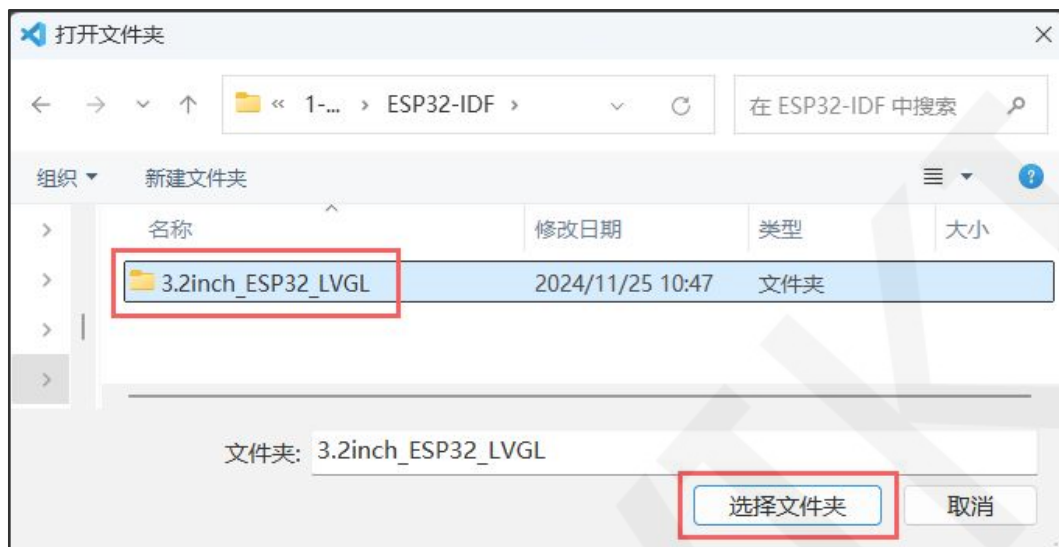 打开文件夹
« 1-... › ESP32-IDF ›
在 ESP32-IDF 中搜索
组织
新建文件夹
名称 修改日期 类型 大小
3.2inch_ESP32_LVGL 2024/11/25 10:47 文件夹
文件夹: 3.2inch_ESP32_LVGL
选择文件夹 取消